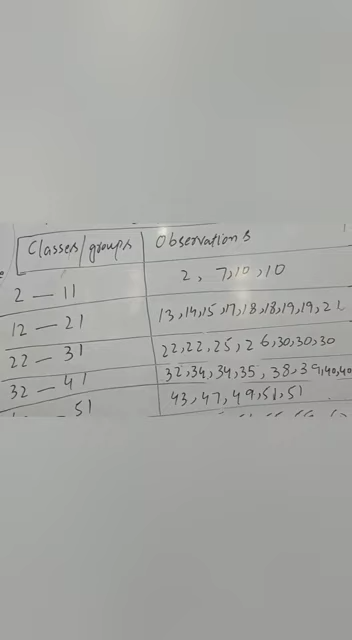 Classes/groups Observations
2 — 11 2, 7, 10, 10
12 — 21 13, 14, 15, 17, 18, 18, 19, 19, 21
22 — 31 22, 22, 25, 26, 30, 30, 30
32 — 41 32, 34, 34, 35, 38, 39, 40, 40
— 51 43, 47, 49, 51, 51